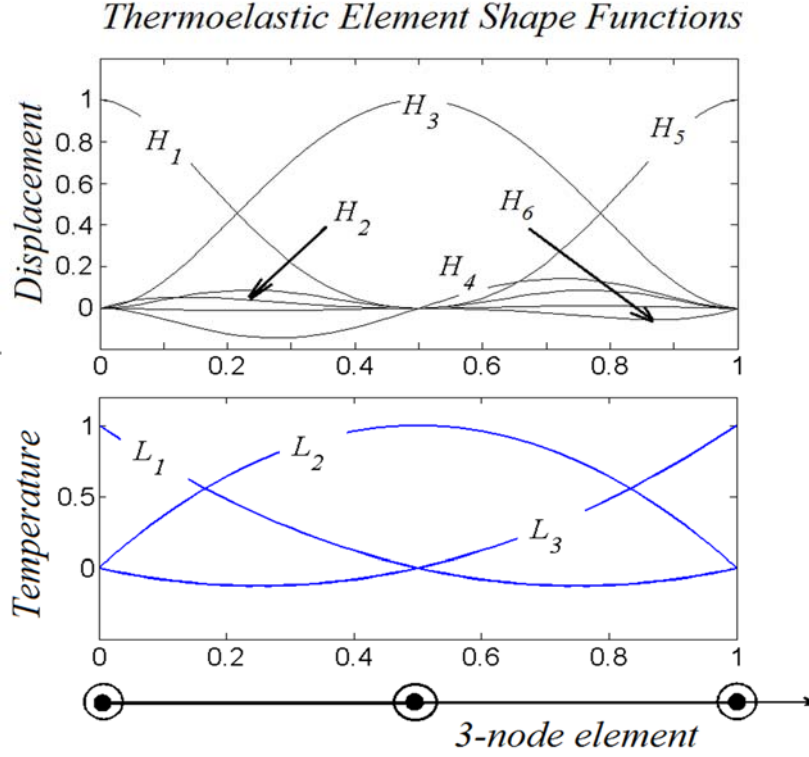 Thermoelastic Element Shape Functions
Displacement
1
0.8
0.6
0.4
0.2
0
H1
H2
H3
H4
H5
H6
0 0.2 0.4 0.6 0.8 1
Temperature
1
0.5
0
L1
L2
L3
0 0.2 0.4 0.6 0.8 1
3-node element